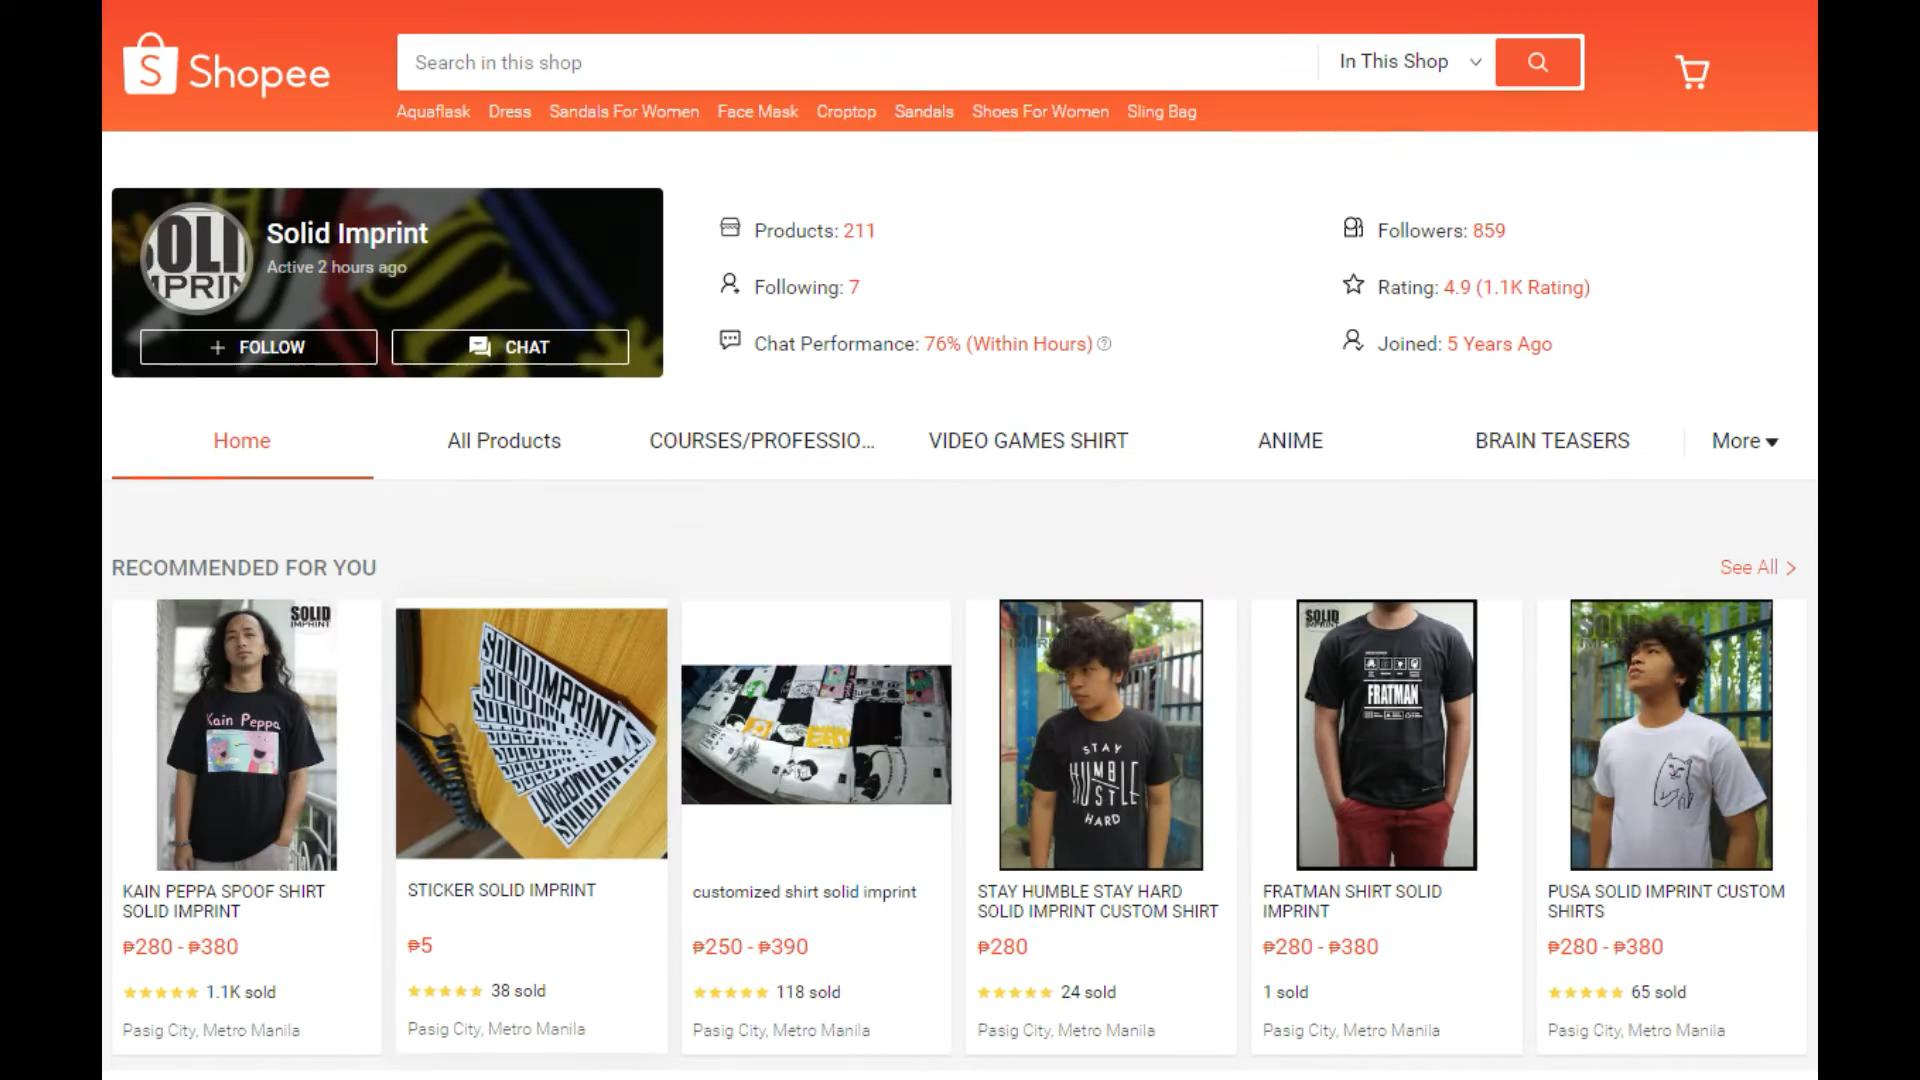 Shopee
Search in this shop
In This Shop
Aquaflask Dress Sandals For Women Face Mask Croptop Sandals Shoes For Women Sling Bag
SOLI
IMPRIN
Solid Imprint
Active 2 hours ago
+ FOLLOW
CHAT
Products: 211
Followers: 859
Following: 7
Rating: 4.9 (1.1K Rating)
Chat Performance: 76% (Within Hours)
Joined: 5 Years Ago
Home
All Products
COURSES/PROFESSIO...
VIDEO GAMES SHIRT
ANIME
BRAIN TEASERS
More
RECOMMENDED FOR YOU
See All >
SOLID
IMPRINT
Kain Peppa
KAIN PEPPA SPOOF SHIRT
SOLID IMPRINT
₱280 - ₱380
1.1K sold
Pasig City, Metro Manila
SOLID IMPRINT
STICKER SOLID IMPRINT
₱5
38 sold
Pasig City, Metro Manila
customized shirt solid imprint
₱250 - ₱390
118 sold
Pasig City, Metro Manila
STAY
HUMBLE
HUSTLE
HARD
STAY HUMBLE STAY HARD
SOLID IMPRINT CUSTOM SHIRT
₱280
24 sold
Pasig City, Metro Manila
SOLID
IMPRINT
FRATMAN
FRATMAN SHIRT SOLID
IMPRINT
₱280 - ₱380
1 sold
Pasig City, Metro Manila
PUSA SOLID IMPRINT CUSTOM
SHIRTS
₱280 - ₱380
65 sold
Pasig City, Metro Manila